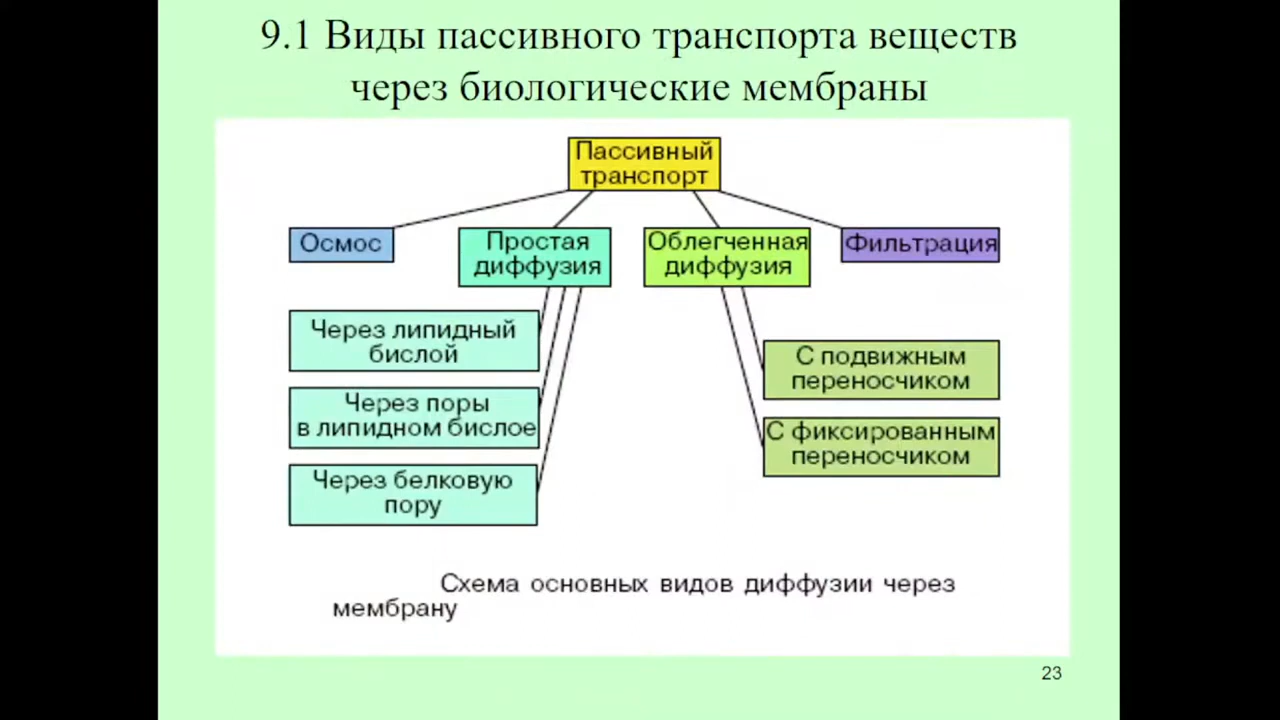 9.1 Виды пассивного транспорта веществ
через биологические мембраны
Пассивный
транспорт
Осмос
Простая
диффузия
Облегченная
диффузия
Фильтрация
Через липидный
бислой
Через поры
в липидном бислое
Через белковую
пору
С подвижным
переносчиком
С фиксированным
переносчиком
Схема основных видов диффузии через
мембрану
23